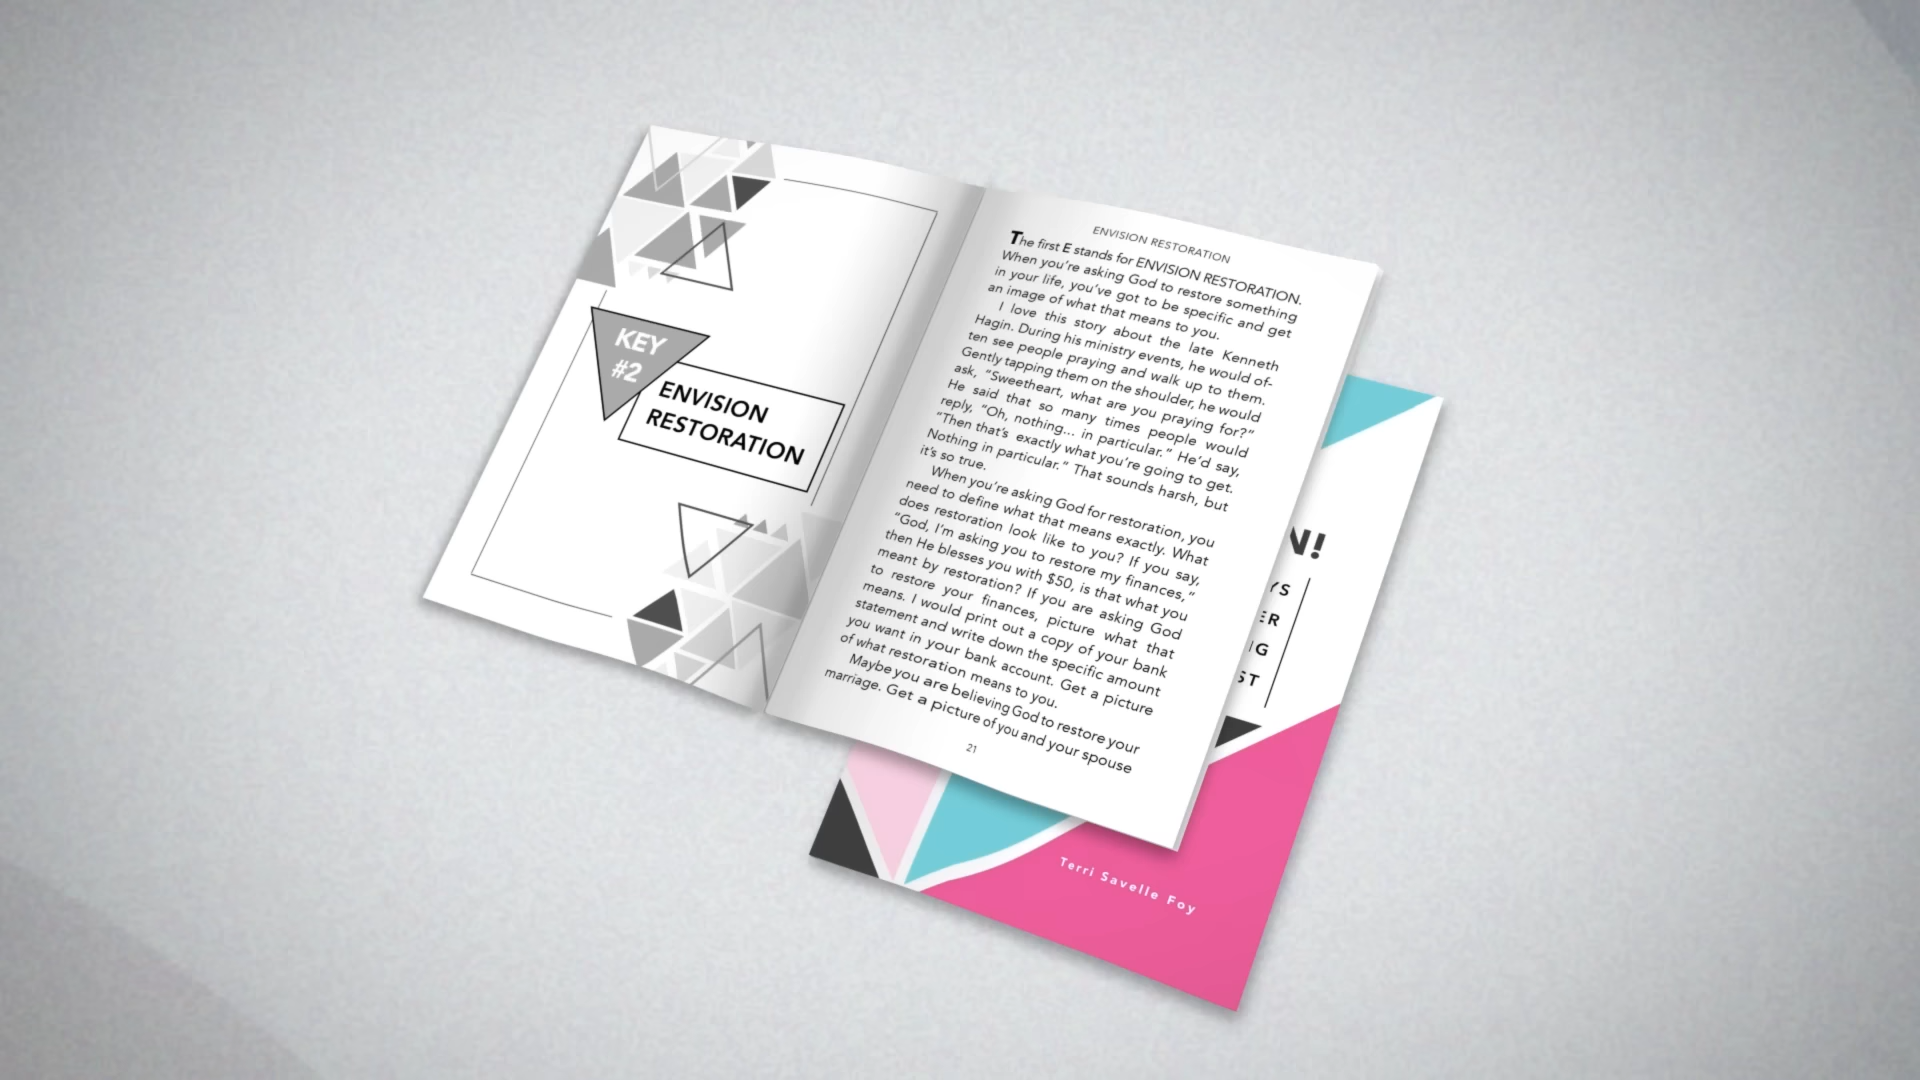 KEY
#2
ENVISION
RESTORATION
ENVISION RESTORATION
The first E stands for ENVISION RESTORATION.
When you're asking God to restore something
in your life, you've got to be specific and get
an image of what that means to you.
I love this story about the late Kenneth
Hagin. During his ministry events, he would of-
ten see people praying and walk up to them.
Gently tapping them on the shoulder, he would
ask, "Sweetheart, what are you praying for?"
He said that so many times people would
reply, "Oh, nothing... in particular." He'd say,
"Then that's exactly what you're going to get.
Nothing in particular." That sounds harsh, but
it's so true.
When you're asking God for restoration, you
need to define what that means exactly. What
does restoration look like to you? If you say,
"God, I'm asking you to restore my finances,"
then He blesses you with $50, is that what you
meant by restoration? If you are asking God
to restore your finances, picture what that
means. I would print out a copy of your bank
statement and write down the specific amount
you want in your bank account. Get a picture
of what restoration means to you.
Maybe you are believing God to restore your
marriage. Get a picture of you and your spouse
21
N!
YS
ER
IG
ST
Terri Savelle Foy